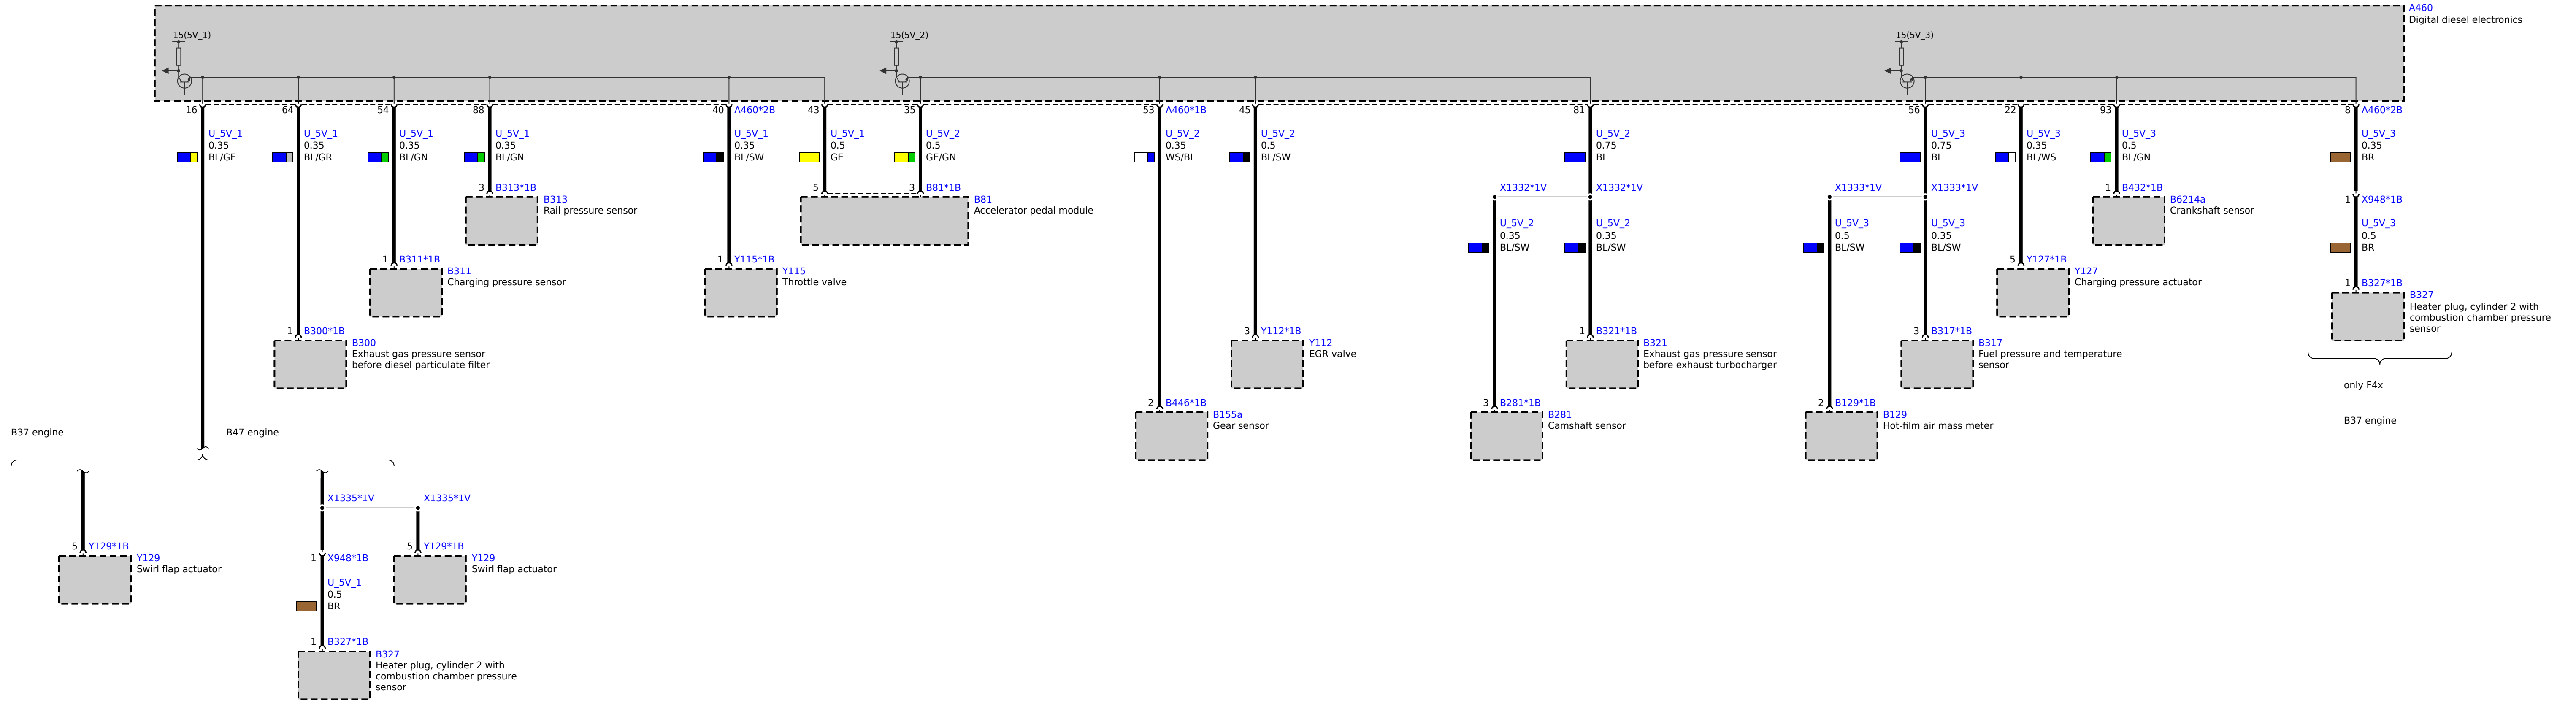 A460
Digital diesel electronics
15(5V_1)
15(5V_2)
15(5V_3)
16
64
54
88
40
A460*2B
43
35
53
A460*1B
45
81
56
22
93
8
A460*2B
U_5V_1
0.35
BL/GE
U_5V_1
0.35
BL/GR
U_5V_1
0.35
BL/GN
U_5V_1
0.35
BL/GN
U_5V_1
0.35
BL/SW
U_5V_1
0.5
GE
U_5V_2
0.5
GE/GN
U_5V_2
0.35
WS/BL
U_5V_2
0.5
BL/SW
U_5V_2
0.75
BL
U_5V_3
0.75
BL
U_5V_3
0.35
BL/WS
U_5V_3
0.5
BL/GN
U_5V_3
0.35
BR
3
B313*1B
B313
Rail pressure sensor
5
3
B81*1B
B81
Accelerator pedal module
X1332*1V
X1332*1V
X1333*1V
X1333*1V
1
B432*1B
B6214a
Crankshaft sensor
1
X948*1B
U_5V_2
0.35
BL/SW
U_5V_2
0.35
BL/SW
U_5V_3
0.5
BL/SW
U_5V_3
0.35
BL/SW
U_5V_3
0.5
BR
1
B311*1B
B311
Charging pressure sensor
1
Y115*1B
Y115
Throttle valve
5
Y127*1B
Y127
Charging pressure actuator
1
B327*1B
B327
Heater plug, cylinder 2 with
combustion chamber pressure
sensor
1
B300*1B
B300
Exhaust gas pressure sensor
before diesel particulate filter
3
Y112*1B
Y112
EGR valve
1
B321*1B
B321
Exhaust gas pressure sensor
before exhaust turbocharger
3
B317*1B
B317
Fuel pressure and temperature
sensor
only F4x
B37 engine
2
B446*1B
B155a
Gear sensor
3
B281*1B
B281
Camshaft sensor
2
B129*1B
B129
Hot-film air mass meter
B37 engine
B47 engine
X1335*1V
X1335*1V
5
Y129*1B
Y129
Swirl flap actuator
1
X948*1B
5
Y129*1B
Y129
Swirl flap actuator
U_5V_1
0.5
BR
1
B327*1B
B327
Heater plug, cylinder 2 with
combustion chamber pressure
sensor